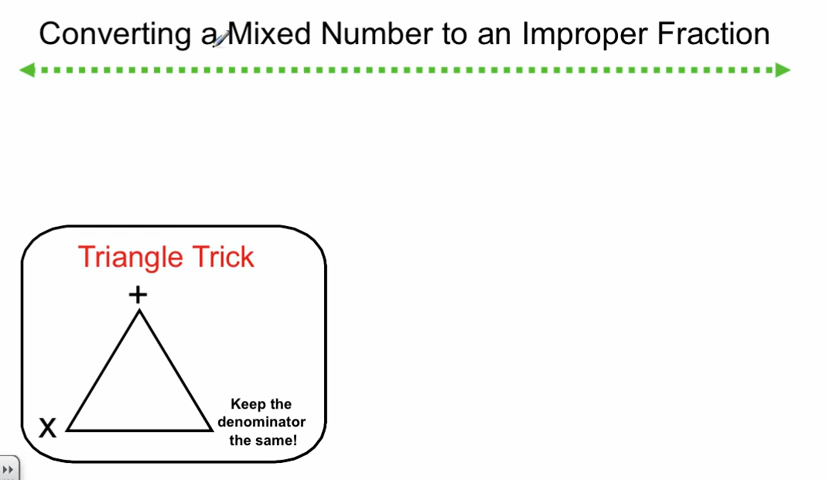 Converting a Mixed Number to an Improper Fraction
Triangle Trick
+
X
Keep the
denominator
the same!